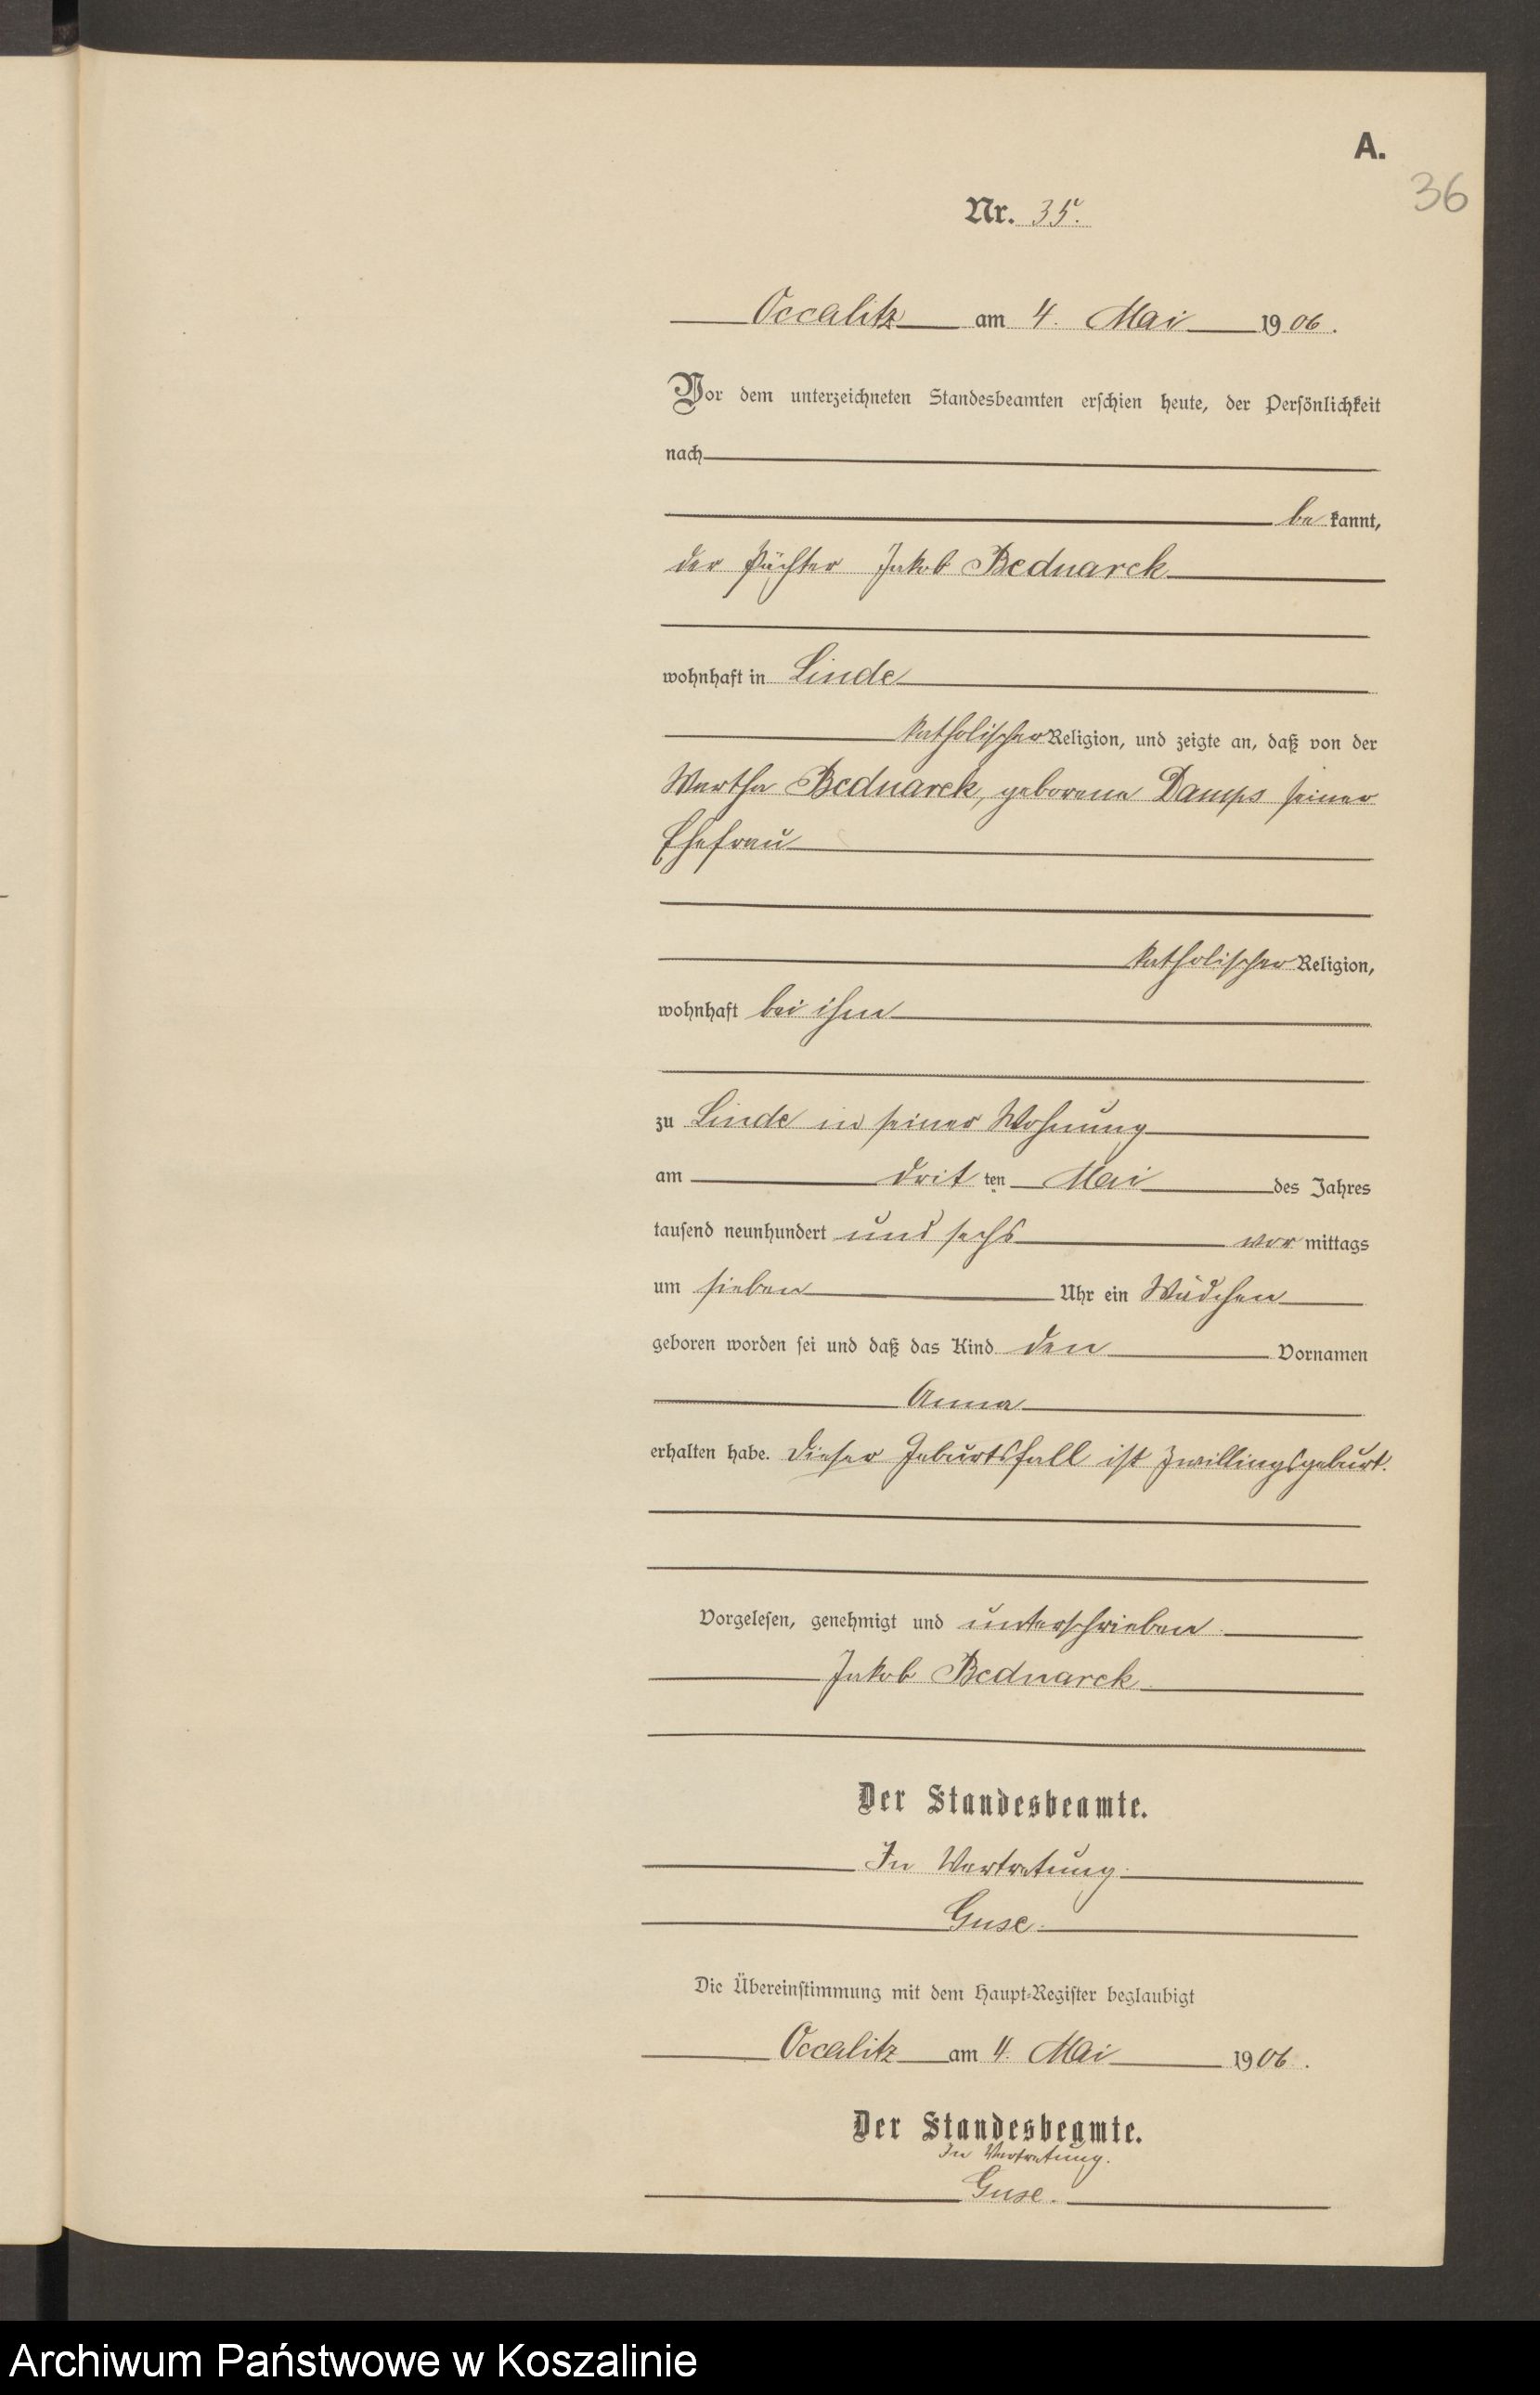 A.
36
Nr. 35.
Occalitz am 4. Mai 1906.
Vor dem unterzeichneten Standesbeamten erschien heute, der Persönlichkeit
nach
bekannt,
der Pächter Jakob Bednarek
wohnhaft in Linde
katholischer Religion, und zeigte an, daß von der
Martha Bednarek, geborene Damps seiner
Ehefrau
katholischer Religion,
wohnhaft bei ihm
zu Linde in seiner Wohnung
am dritten Mai des Jahres
tausend neunhundert und sechs vormittags
um sieben Uhr ein Mädchen
geboren worden sei und daß das Kind den Vornamen
Anna
erhalten habe. Dieser Geburtsfall ist Zwillingsgeburt.
Vorgelesen, genehmigt und unterschrieben
Jakob Bednarek
Der Standesbeamte.
In Vertretung.
Guse.
Die Übereinstimmung mit dem Haupt-Register beglaubigt
Occalitz am 4. Mai 1906.
Der Standesbeamte.
In Vertretung.
Guse.
Archiwum Państwowe w Koszalinie